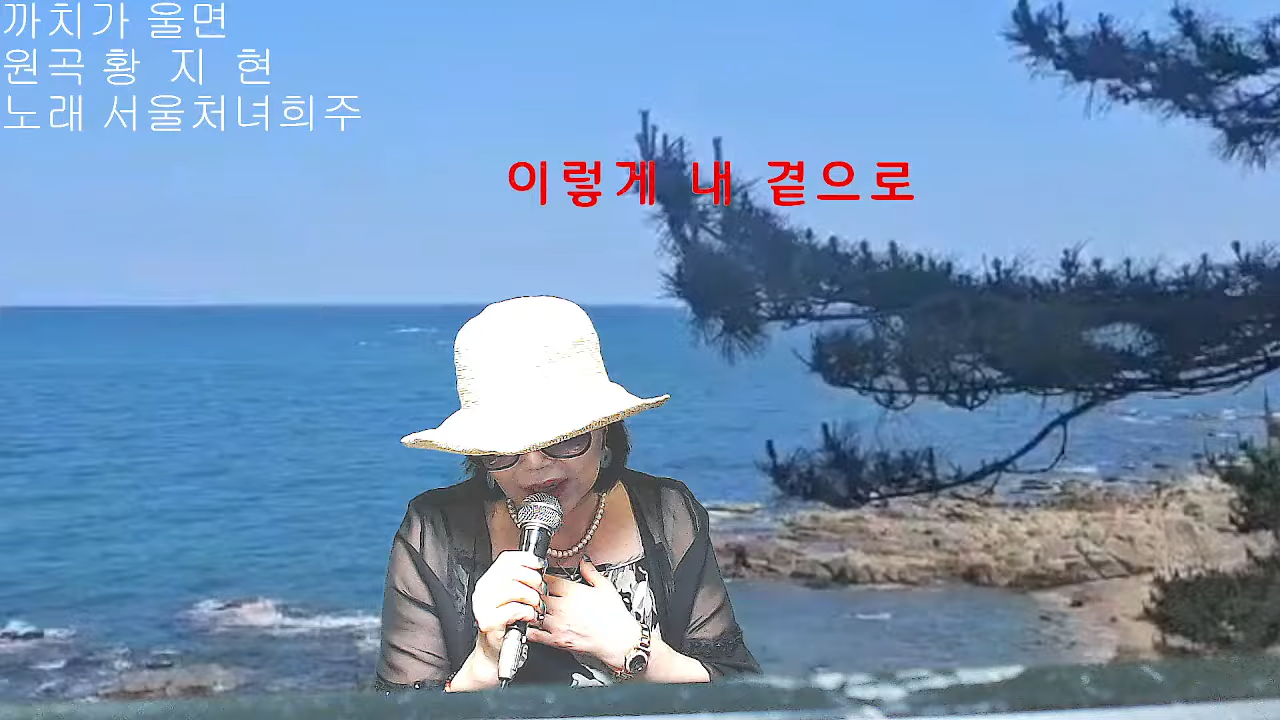 까치가 울면
원곡 황 지 현
노래 서울처녀희주
이렇게 내 곁으로